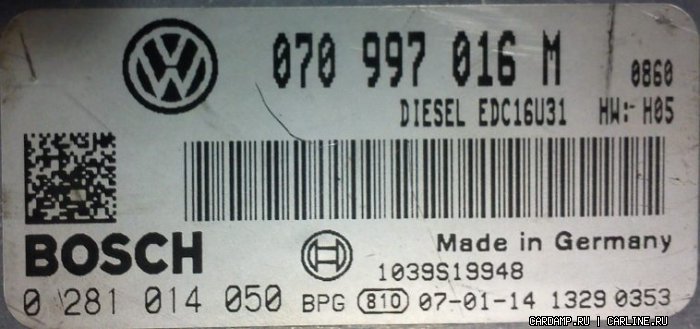 070 997 016 M 0860
DIESEL EDC16U31 HW:- H05
BOSCH Made in Germany
1039S19948
0 281 014 050 BPG 810 07-01-14 1329 0353
CARDAMP.RU | CARLINE.RU